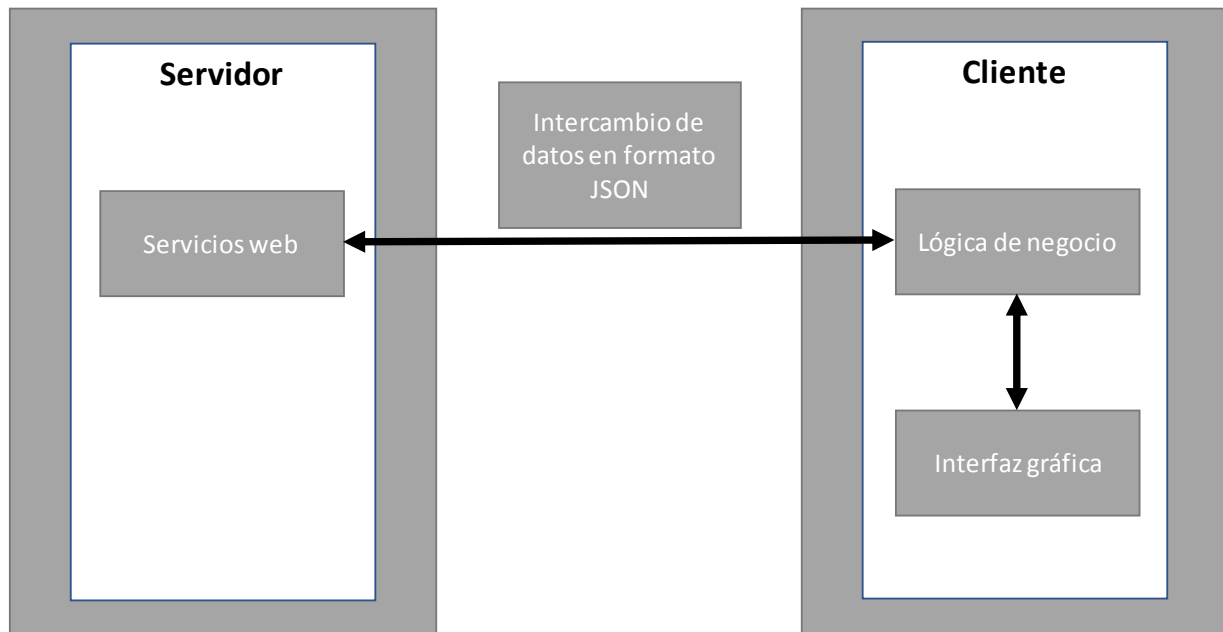 Servidor
Cliente
Intercambio de
datos en formato
JSON
Servicios web
Lógica de negocio
Interfaz gráfica